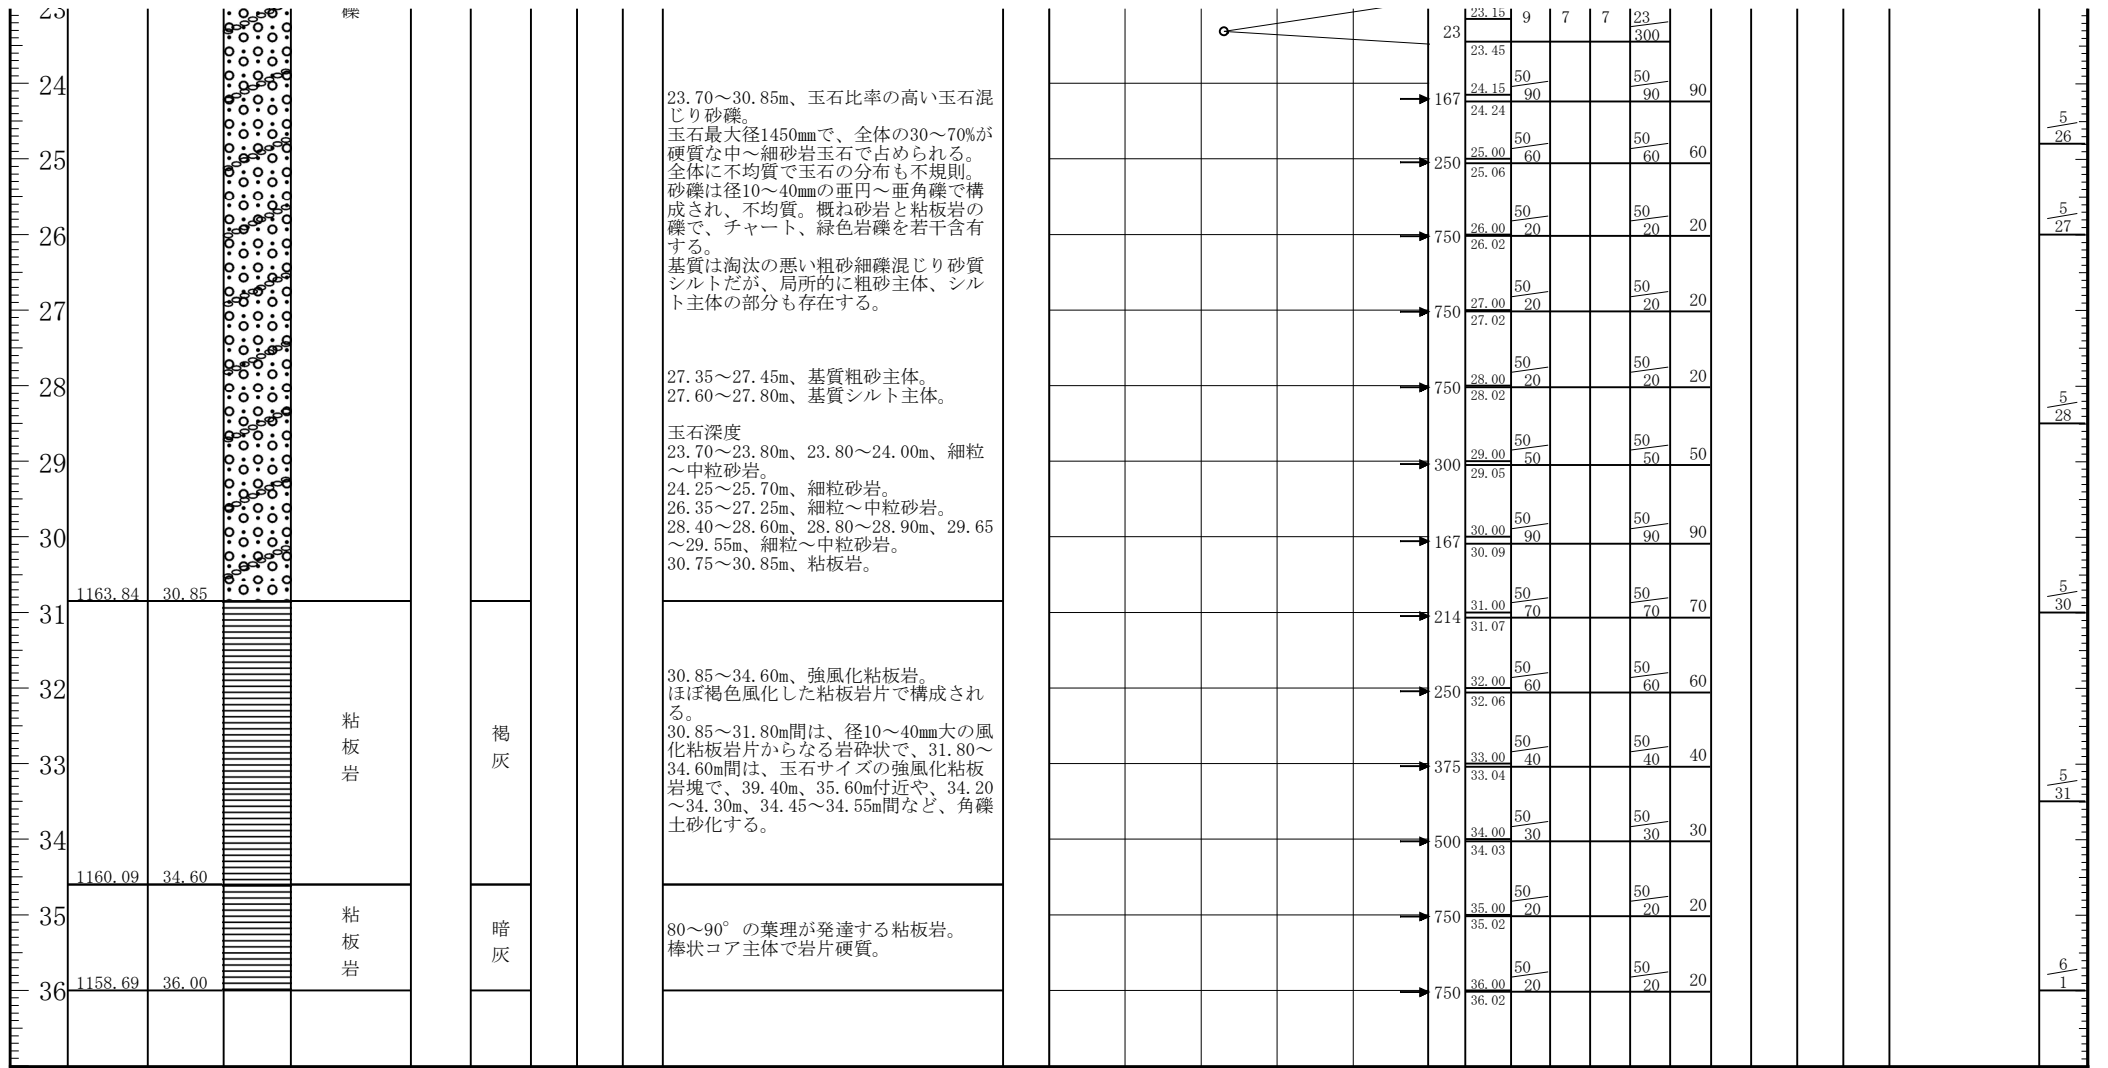 23.15 9 7 7 23
23 300
23.45
24
50 50
24.15 90 90 90
167
24.24
25
50 50
25.00 60 60 60
250
25.06
26
50 50
26.00 20 20 20
750
26.02
27
50 50
27.00 20 20 20
750
27.02
28
50 50
28.00 20 20 20
750
28.02
29
50 50
29.00 50 50 50
300
29.05
30
50 50
30.00 90 90 90
167
30.09
31
50 50
31.00 70 70 70
214
31.07
32
50 50
32.00 60 60 60
250
32.06
33
50 50
33.00 40 40 40
375
33.04
34
50 50
34.00 30 30 30
500
34.03
35
50 50
35.00 20 20 20
750
35.02
36
50 50
36.00 20 20 20
750
36.02
1163.84 30.85
1160.09 34.60
1158.69 36.00
粘板岩
褐灰
粘板岩
暗灰
23.70～30.85m、玉石比率の高い玉石混
じり砂礫。
玉石最大径1450mmで、全体の30～70%が
硬質な中～細砂岩玉石で占められる。
全体に不均質で玉石の分布も不規則。
砂礫は径10～40mmの亜円～亜角礫で構
成され、不均質。概ね砂岩と粘板岩の
礫で、チャート、緑色岩礫を若干含有
する。
基質は淘汰の悪い粗砂細礫混じり砂質
シルトだが、局所的に粗砂主体、シル
ト主体の部分も存在する。
27.35～27.45m、基質粗砂主体。
27.60～27.80m、基質シルト主体。
玉石深度
23.70～23.80m、23.80～24.00m、細粒
～中粒砂岩。
24.25～25.70m、細粒砂岩。
26.35～27.25m、細粒～中粒砂岩。
28.40～28.60m、28.80～28.90m、29.65
～29.55m、細粒～中粒砂岩。
30.75～30.85m、粘板岩。
30.85～34.60m、強風化粘板岩。
ほぼ褐色風化した粘板岩片で構成され
る。
30.85～31.80m間は、径10～40mm大の風
化粘板岩片からなる岩砕状で、31.80～
34.60m間は、玉石サイズの強風化粘板
岩塊で、39.40m、35.60m付近や、34.20
～34.30m、34.45～34.55m間など、角礫
土砂化する。
80～90°の葉理が発達する粘板岩。
棒状コア主体で岩片硬質。
5
26
5
27
5
28
5
30
5
31
6
1